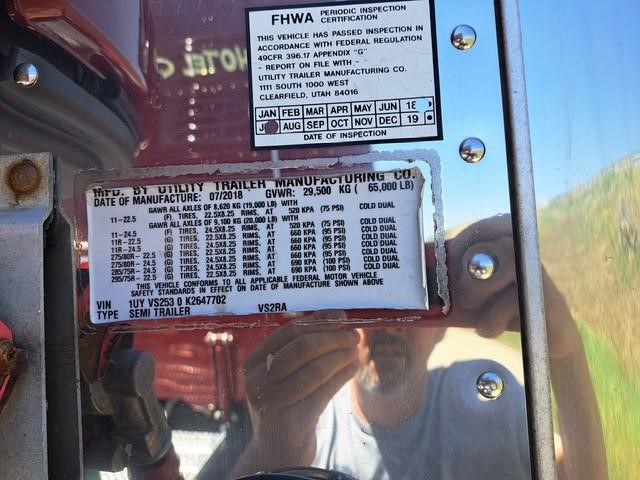 FHWA PERIODIC INSPECTION
CERTIFICATION
THIS VEHICLE HAS PASSED INSPECTION IN
ACCORDANCE WITH FEDERAL REGULATION
49CFR 396.17 APPENDIX "G"
- REPORT ON FILE WITH -
UTILITY TRAILER MANUFACTURING CO.
1111 SOUTH 1000 WEST
CLEARFIELD, UTAH 84016
JAN FEB MAR APR MAY JUN 18
AUG SEP OCT NOV DEC 19
DATE OF INSPECTION
MFD. BY UTILITY TRAILER MANUFACTURING CO.
DATE OF MANUFACTURE: 07/2018 GVWR: 29,500 KG ( 65,000 LB)
GAWR ALL AXLES OF 8,620 KG (19,000 LB) WITH
11-22.5 (F) TIRES, 22.5X8.25 RIMS, AT 520 KPA (75 PSI) COLD DUAL
GAWR ALL AXLES OF 9,100 KG (20,000 LB) WITH
11-24.5 (F) TIRES, 24.5X8.25 RIMS, AT 520 KPA (75 PSI) COLD DUAL
11R-22.5 (G) TIRES, 22.5X8.25 RIMS, AT 660 KPA (95 PSI) COLD DUAL
11R-24.5 (G) TIRES, 24.5X8.25 RIMS, AT 660 KPA (95 PSI) COLD DUAL
275/80R- 22.5 (G) TIRES, 22.5X8.25 RIMS, AT 660 KPA (95 PSI) COLD DUAL
275/80R- 24.5 (G) TIRES, 24.5X8.25 RIMS, AT 660 KPA (95 PSI) COLD DUAL
285/75R- 24.5 (G) TIRES, 24.5X8.25 RIMS, AT 690 KPA (100 PSI) COLD DUAL
295/75R- 22.5 (G) TIRES, 22.5X8.25 RIMS, AT 690 KPA (100 PSI) COLD DUAL
THIS VEHICLE CONFORMS TO ALL APPLICABLE FEDERAL MOTOR VEHICLE
SAFETY STANDARDS IN EFFECT ON DATE OF MANUFACTURE SHOWN ABOVE
VIN 1UY VS253 0 K2647702
TYPE SEMI TRAILER VS2RA